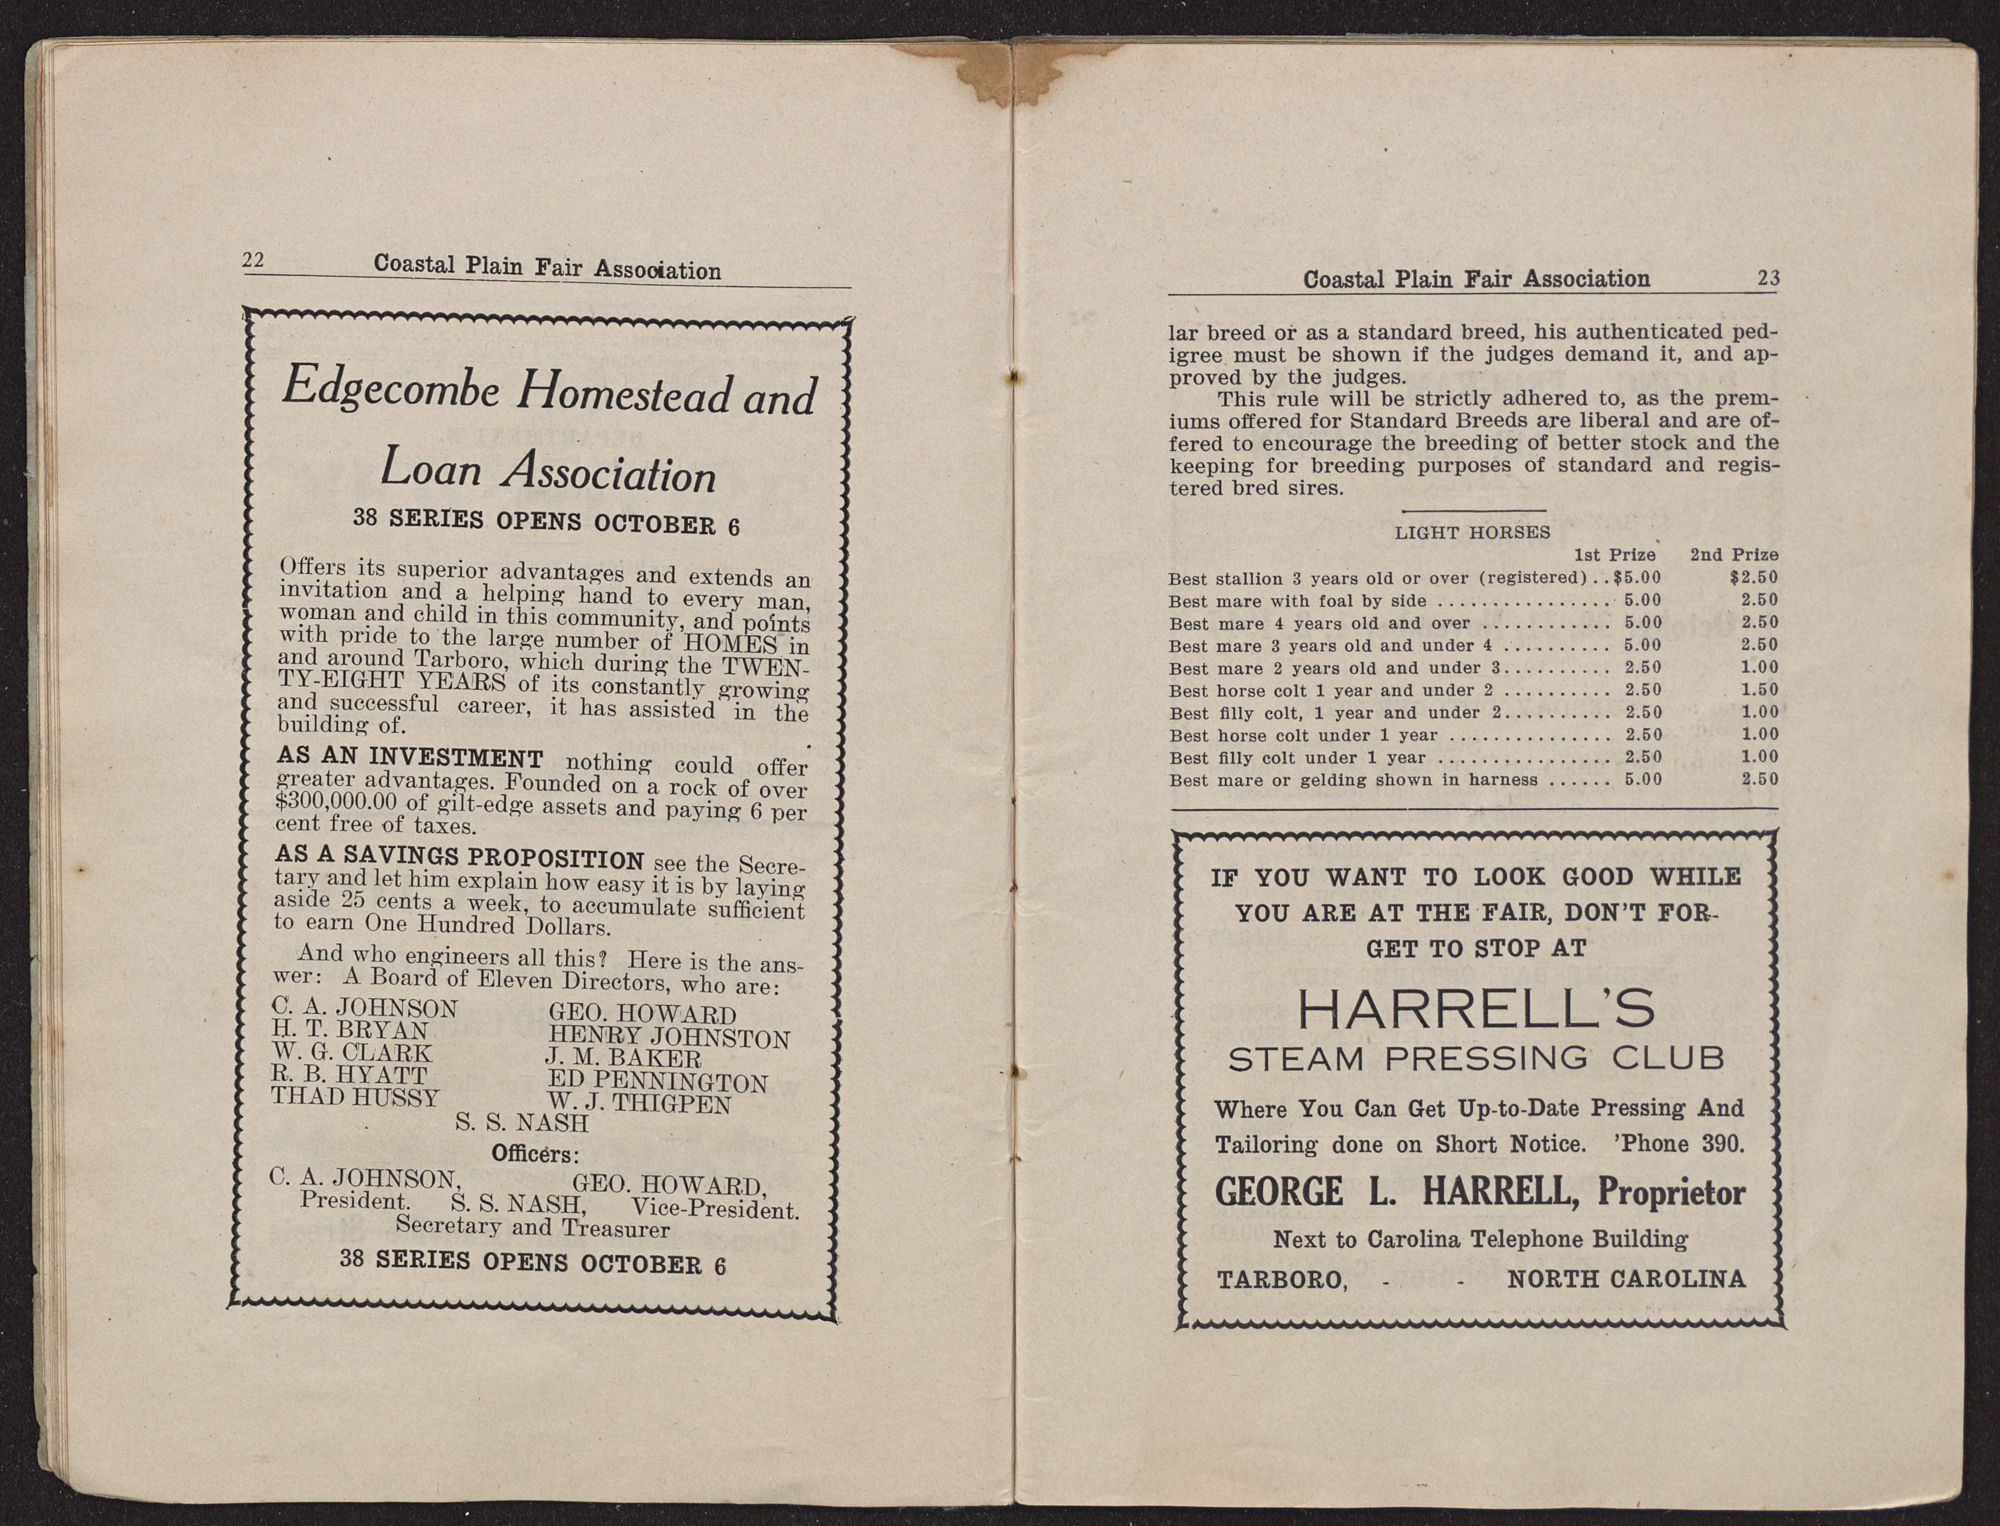 22 Coastal Plain Fair Association
Edgecombe Homestead and
Loan Association
38 SERIES OPENS OCTOBER 6
Offers its superior advantages and extends an
invitation and a helping hand to every man,
woman and child in this community, and points
with pride to the large number of HOMES in
and around Tarboro, which during the TWEN-
TY-EIGHT YEARS of its constantly growing
and successful career, it has assisted in the
building of.
AS AN INVESTMENT nothing could offer
greater advantages. Founded on a rock of over
$300,000.00 of gilt-edge assets and paying 6 per
cent free of taxes.
AS A SAVINGS PROPOSITION see the Secre-
tary and let him explain how easy it is by laying
aside 25 cents a week, to accumulate sufficient
to earn One Hundred Dollars.
And who engineers all this? Here is the ans-
wer: A Board of Eleven Directors, who are:
C. A. JOHNSON GEO. HOWARD
H. T. BRYAN HENRY JOHNSTON
W. G. CLARK J. M. BAKER
R. B. HYATT ED PENNINGTON
THAD HUSSY W. J. THIGPEN
S. S. NASH
Officers:
C. A. JOHNSON, GEO. HOWARD,
President. S. S. NASH, Vice-President.
Secretary and Treasurer
38 SERIES OPENS OCTOBER 6
Coastal Plain Fair Association 23
lar breed or as a standard breed, his authenticated ped-
igree must be shown if the judges demand it, and ap-
proved by the judges.
This rule will be strictly adhered to, as the prem-
iums offered for Standard Breeds are liberal and are of-
fered to encourage the breeding of better stock and the
keeping for breeding purposes of standard and regis-
tered bred sires.
LIGHT HORSES
1st Prize 2nd Prize
Best stallion 3 years old or over (registered) ..$5.00 $2.50
Best mare with foal by side ................ 5.00 2.50
Best mare 4 years old and over ............ 5.00 2.50
Best mare 3 years old and under 4 .......... 5.00 2.50
Best mare 2 years old and under 3.......... 2.50 1.00
Best horse colt 1 year and under 2 .......... 2.50 1.50
Best filly colt, 1 year and under 2.......... 2.50 1.00
Best horse colt under 1 year ............... 2.50 1.00
Best filly colt under 1 year ................ 2.50 1.00
Best mare or gelding shown in harness ...... 5.00 2.50
IF YOU WANT TO LOOK GOOD WHILE
YOU ARE AT THE FAIR, DON'T FOR-
GET TO STOP AT
HARRELL'S
STEAM PRESSING CLUB
Where You Can Get Up-to-Date Pressing And
Tailoring done on Short Notice. 'Phone 390.
GEORGE L. HARRELL, Proprietor
Next to Carolina Telephone Building
TARBORO, - - NORTH CAROLINA